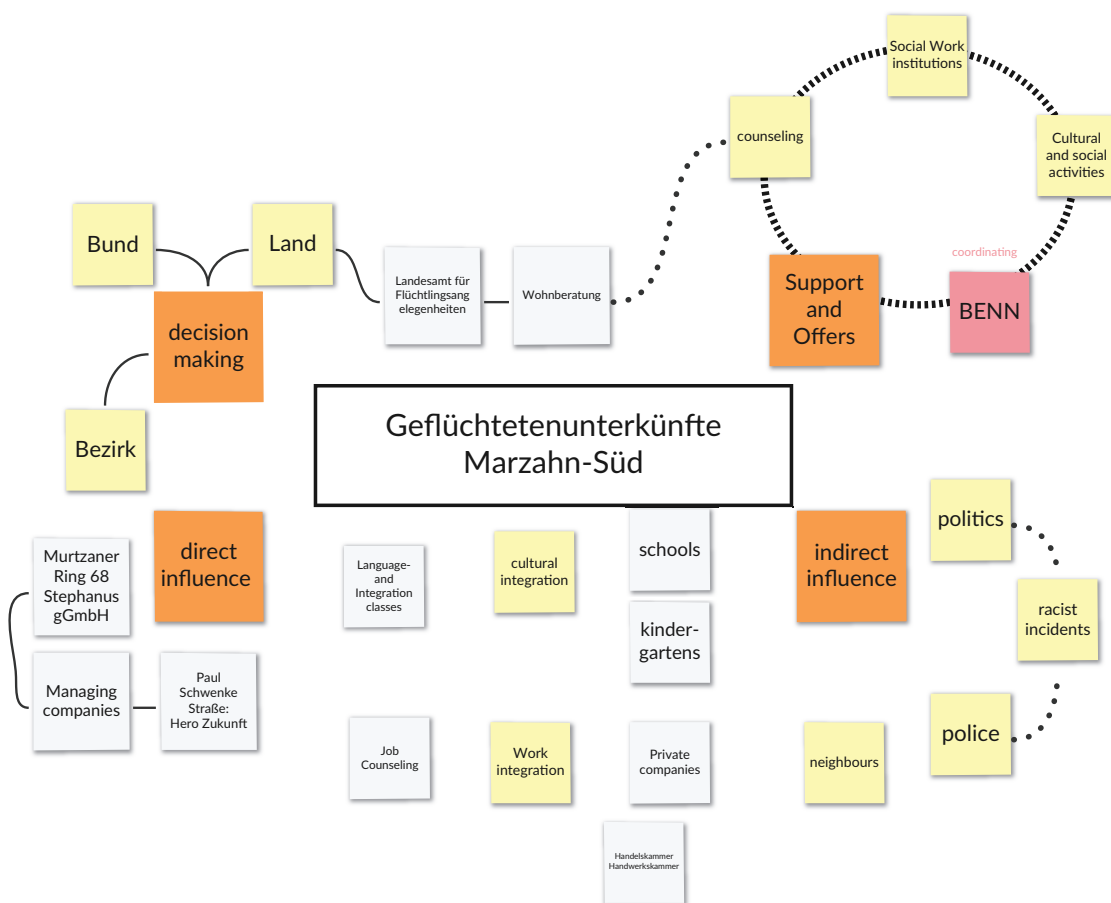 Social Work
institutions
counseling
Cultural
and social
activities
Bund
Land
Landesamt für
Flüchtlingsang
elegenheiten
Wohnberatung
coordinating
Support
and
Offers
BENN
decision
making
Bezirk
Geflüchtetenunterkünfte
Marzahn-Süd
Murtzaner
Ring 68
Stephanus
gGmbH
direct
influence
Language-
and
Integration
classes
cultural
integration
schools
kinder-
gartens
indirect
influence
politics
racist
incidents
Managing
companies
Paul
Schwenke
Straße:
Hero Zukunft
Job
Counseling
Work
integration
Private
companies
neighbours
police
Handelskammer
Handwerkskammer